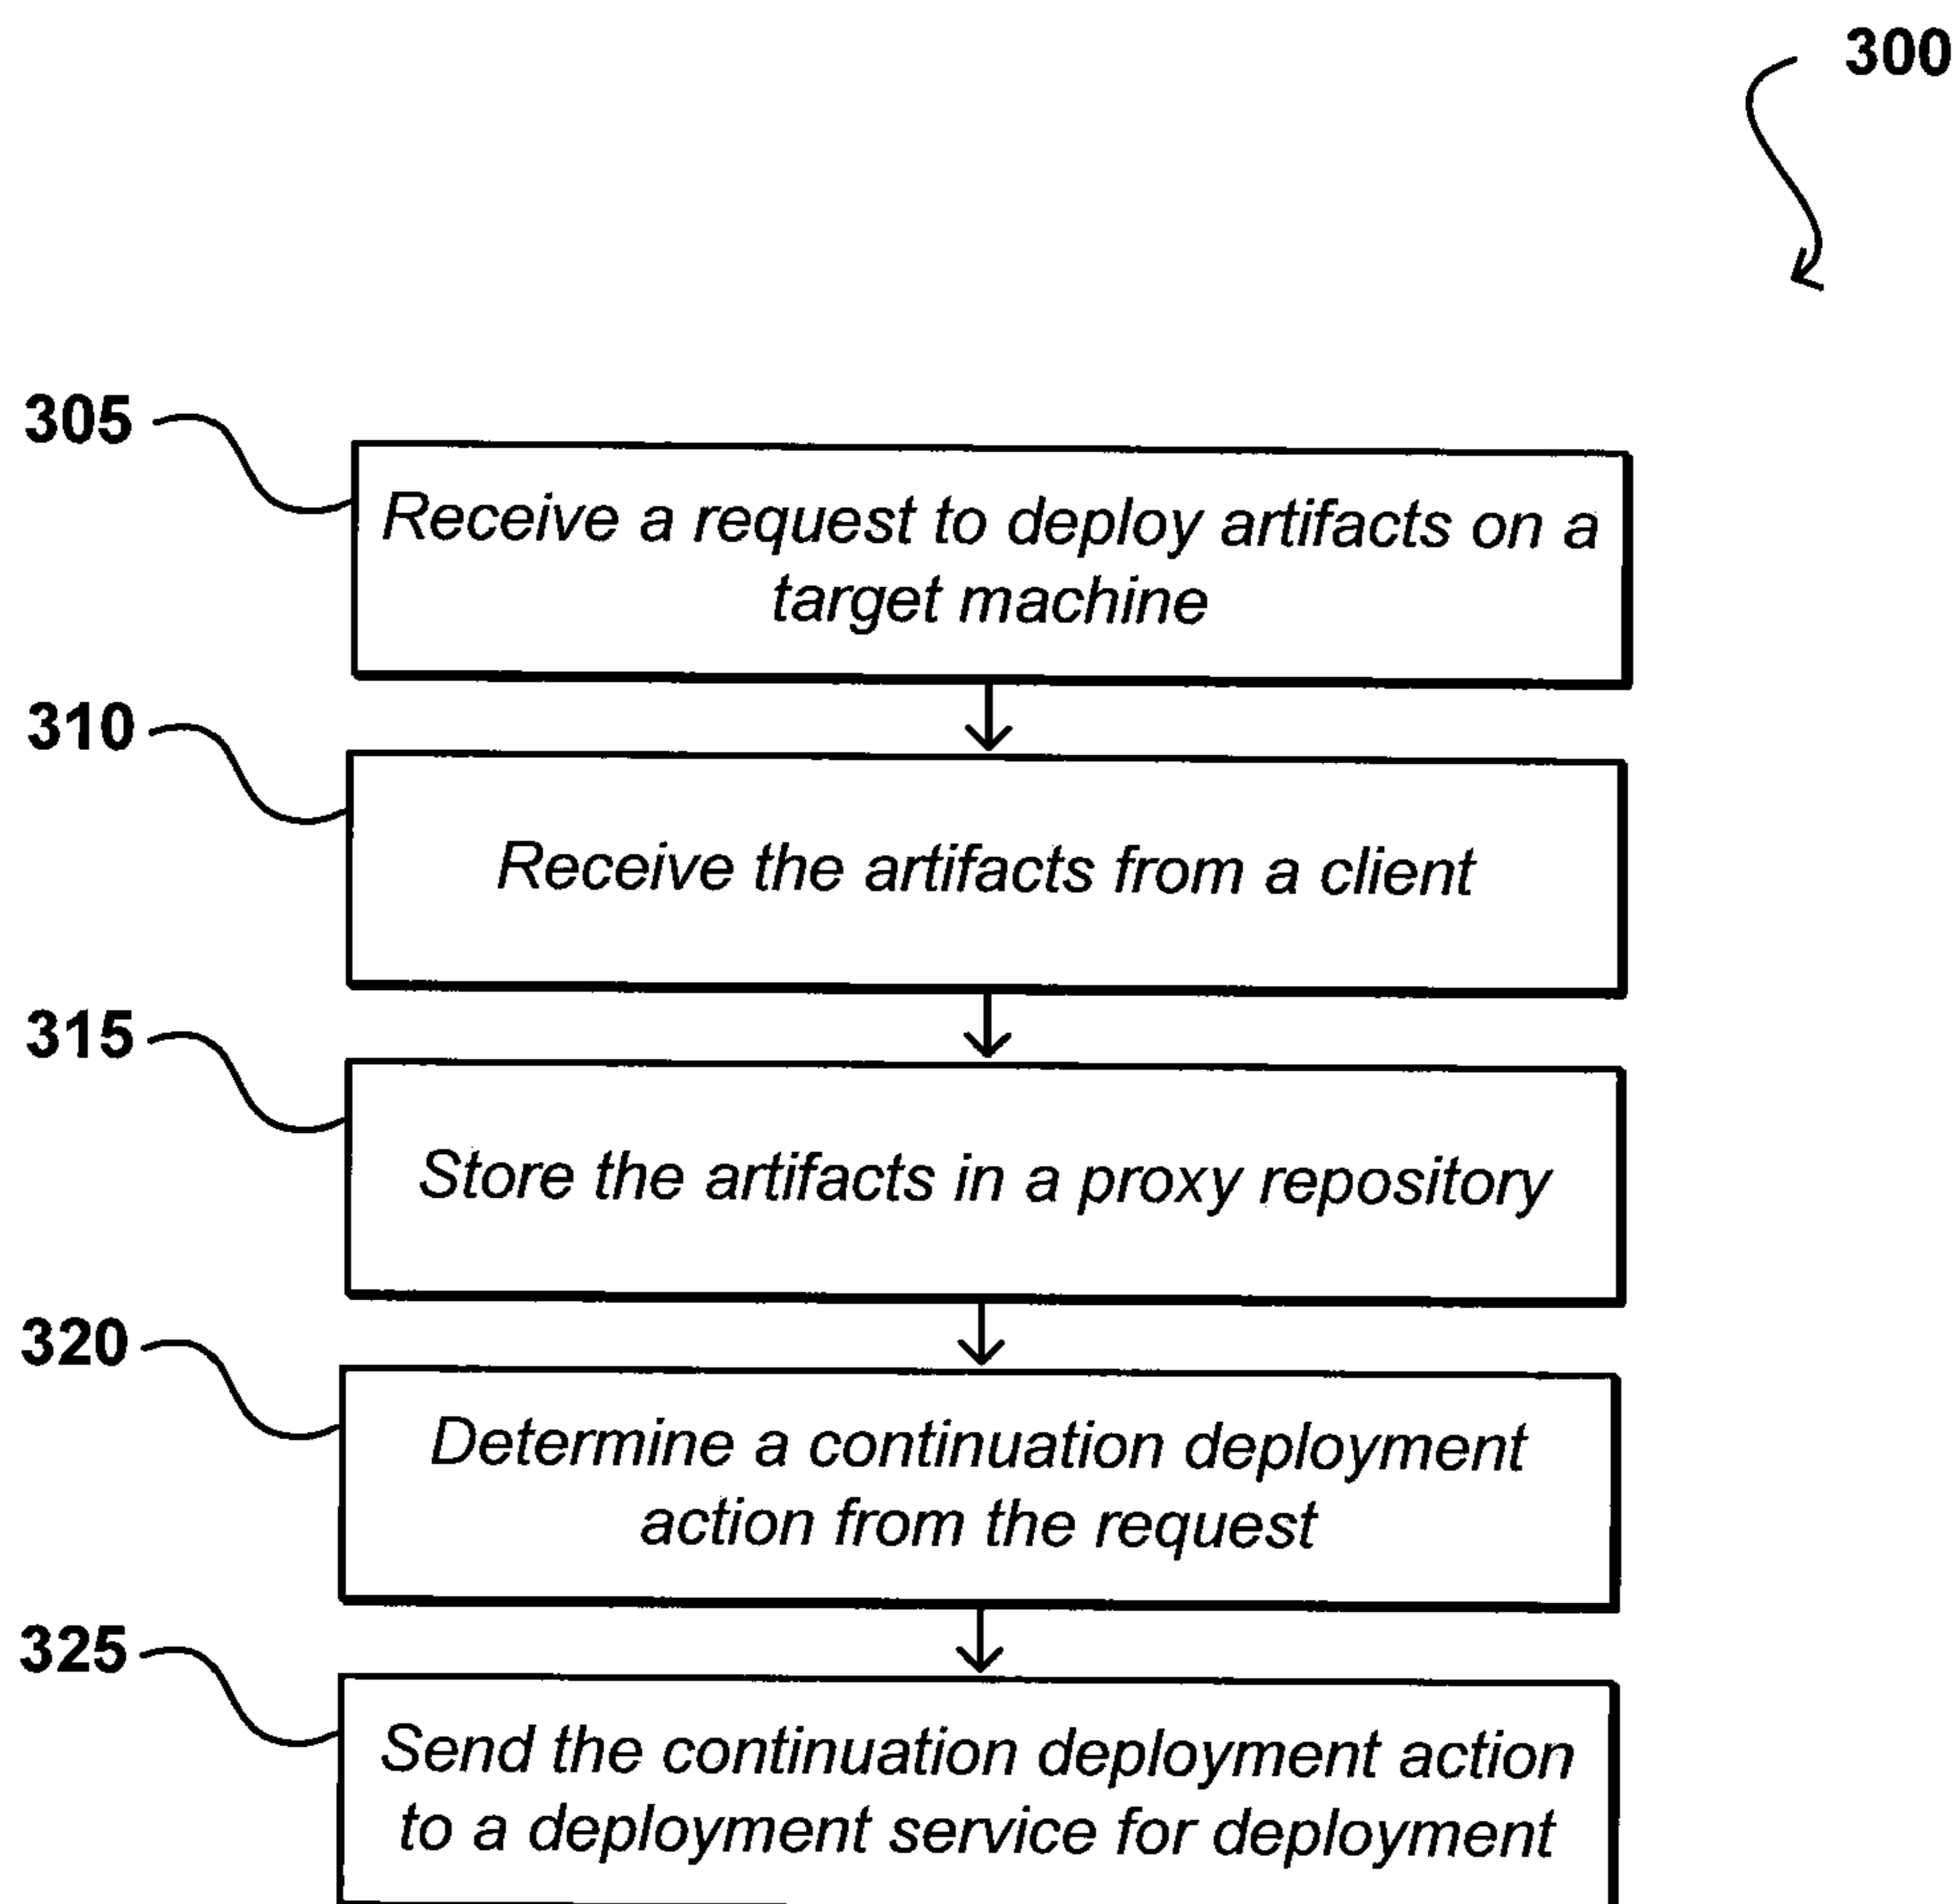 300
305
Receive a request to deploy artifacts on a
target machine
310
Receive the artifacts from a client
315
Store the artifacts in a proxy repository
320
Determine a continuation deployment
action from the request
325
Send the continuation deployment action
to a deployment service for deployment